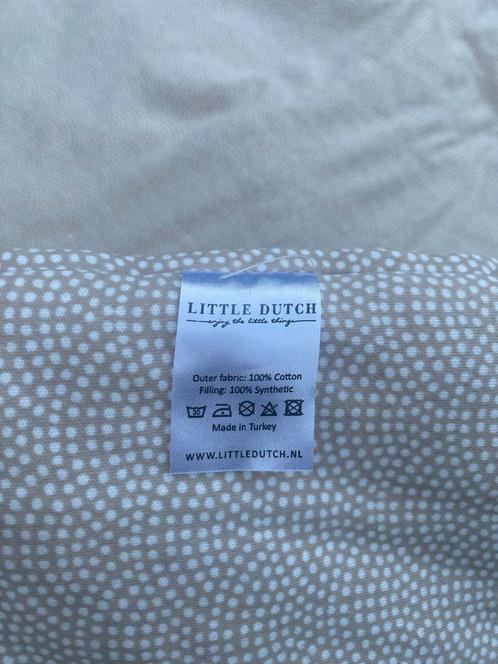 LITTLE DUTCH
enjoy the little things
Outer fabric: 100% Cotton
Filling: 100% Synthetic
30
Made in Turkey
WWW.LITTLEDUTCH.NL